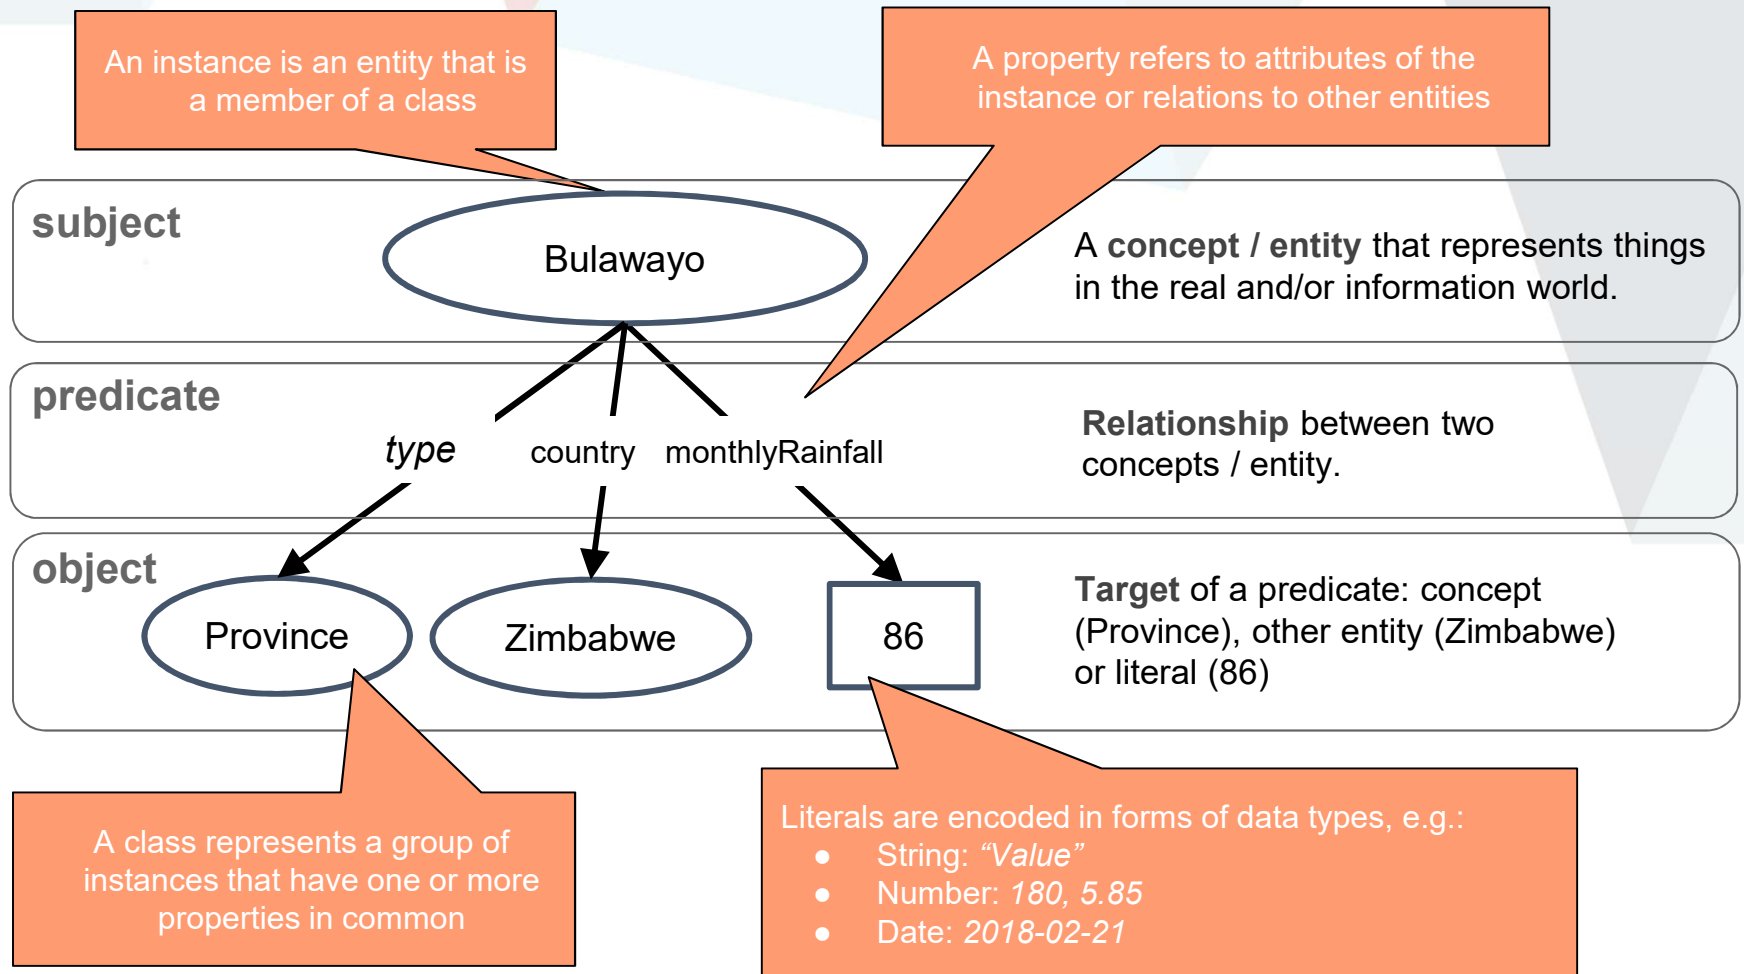 An instance is an entity that is
a member of a class
A property refers to attributes of the
instance or relations to other entities
subject
Bulawayo
A concept / entity that represents things
in the real and/or information world.
predicate
type
country
monthlyRainfall
Relationship between two
concepts / entity.
object
Province
Zimbabwe
86
Target of a predicate: concept
(Province), other entity (Zimbabwe)
or literal (86)
A class represents a group of
instances that have one or more
properties in common
Literals are encoded in forms of data types, e.g.:
● String: “Value”
● Number: 180, 5.85
● Date: 2018-02-21